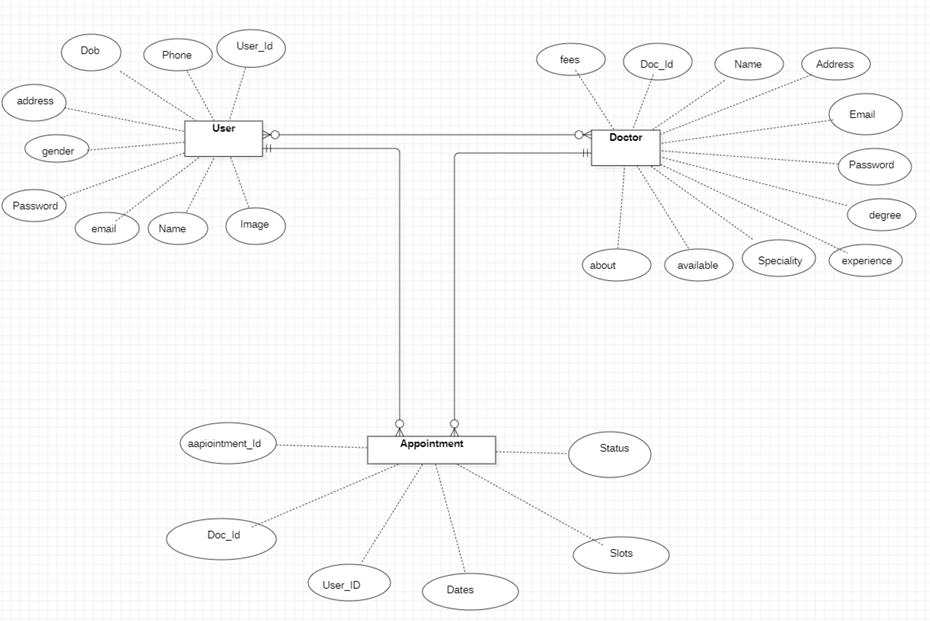 Dob
Phone
User_Id
address
gender
Password
email
Name
Image
User
fees
Doc_Id
Name
Address
Email
Password
degree
experience
Speciality
available
about
Doctor
Appointment
aapiointment_Id
Doc_Id
User_ID
Dates
Slots
Status